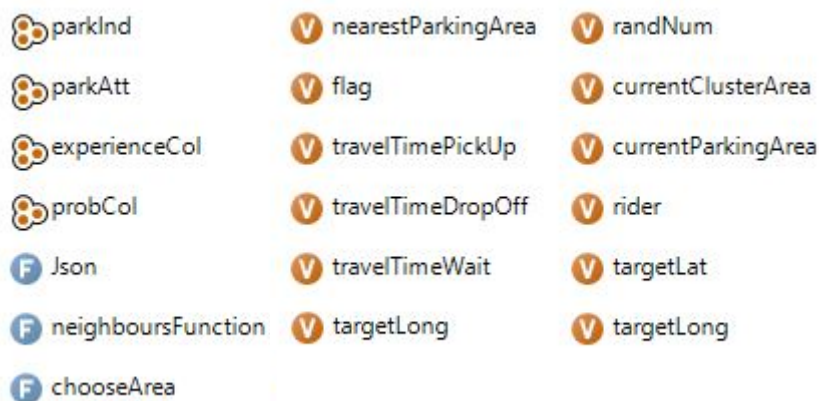 parkInd
parkAtt
experienceCol
probCol
F Json
F neighboursFunction
F chooseArea
V nearestParkingArea
V flag
V travelTimePickUp
V travelTimeDropOff
V travelTimeWait
V targetLong
V randNum
V currentClusterArea
V currentParkingArea
V rider
V targetLat
V targetLong